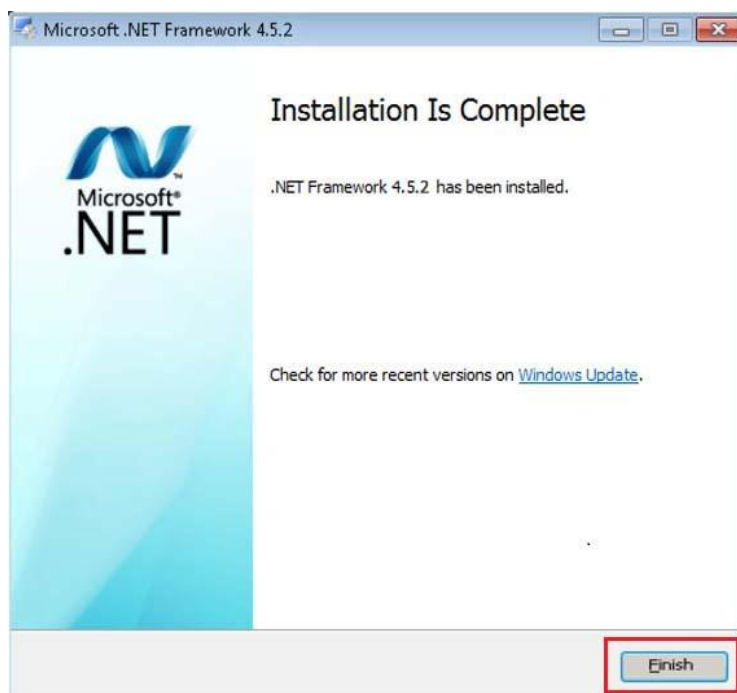 Microsoft .NET Framework 4.5.2
Installation Is Complete
Microsoft®
.NET
.NET Framework 4.5.2 has been installed.
Check for more recent versions on Windows Update.
Finish